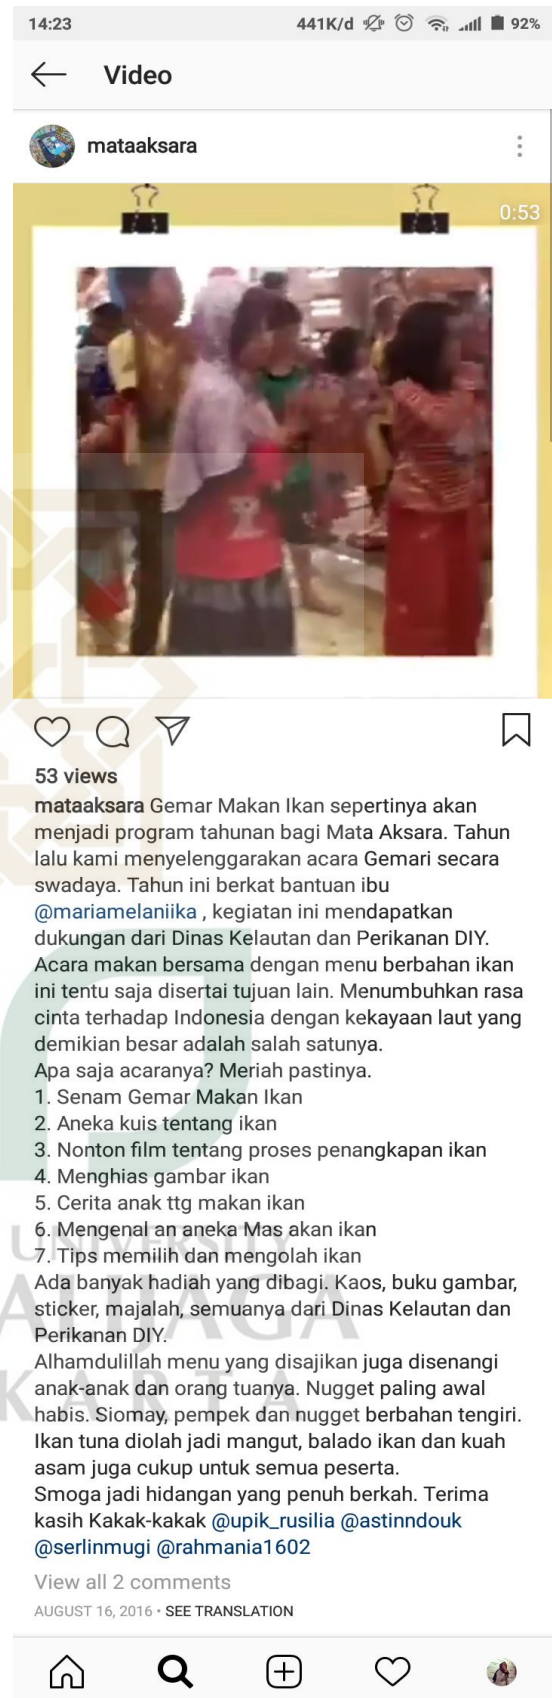 14:23 441K/d 92%
Video
mataaksara
0:53
53 views
mataaksara Gemar Makan Ikan sepertinya akan
menjadi program tahunan bagi Mata Aksara. Tahun
lalu kami menyelenggarakan acara Gemari secara
swadaya. Tahun ini berkat bantuan ibu
@mariamelaniika , kegiatan ini mendapatkan
dukungan dari Dinas Kelautan dan Perikanan DIY.
Acara makan bersama dengan menu berbahan ikan
ini tentu saja disertai tujuan lain. Menumbuhkan rasa
cinta terhadap Indonesia dengan kekayaan laut yang
demikian besar adalah salah satunya.
Apa saja acaranya? Meriah pastinya.
1. Senam Gemar Makan Ikan
2. Aneka kuis tentang ikan
3. Nonton film tentang proses penangkapan ikan
4. Menghias gambar ikan
5. Cerita anak ttg makan ikan
6. Mengenal an aneka Mas akan ikan
7. Tips memilih dan mengolah ikan
Ada banyak hadiah yang dibagi. Kaos, buku gambar,
sticker, majalah, semuanya dari Dinas Kelautan dan
Perikanan DIY.
Alhamdulillah menu yang disajikan juga disenangi
anak-anak dan orang tuanya. Nugget paling awal
habis. Siomay, pempek dan nugget berbahan tengiri.
Ikan tuna diolah jadi mangut, balado ikan dan kuah
asam juga cukup untuk semua peserta.
Smoga jadi hidangan yang penuh berkah. Terima
kasih Kakak-kakak @upik_rusilia @astinndouk
@serlinmugi @rahmania1602
View all 2 comments
AUGUST 16, 2016 • SEE TRANSLATION
UNIVERSITY
ALIJAGA
KARTA